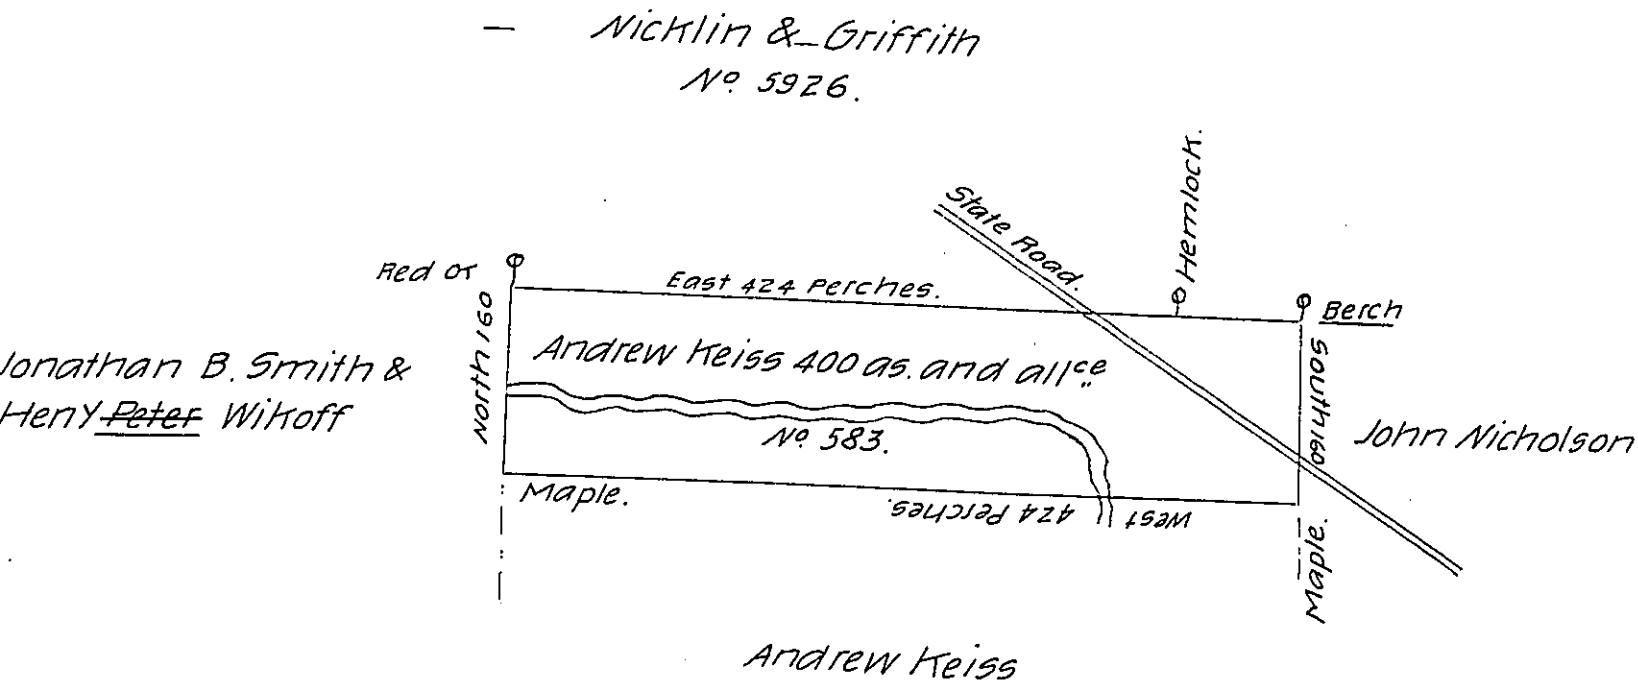 Nicklin & Griffith
Nº 5926.
Hemlock.
State Road.
Red or
East 424 Perches.
Berch
North 160
Andrew Keiss 400 as. and allce
South 160
Jonathan B. Smith &
Heny Peter Wikoff
Nº 583.
John Nicholson
Maple.
West 424 Perches.
Maple.
Andrew Keiss